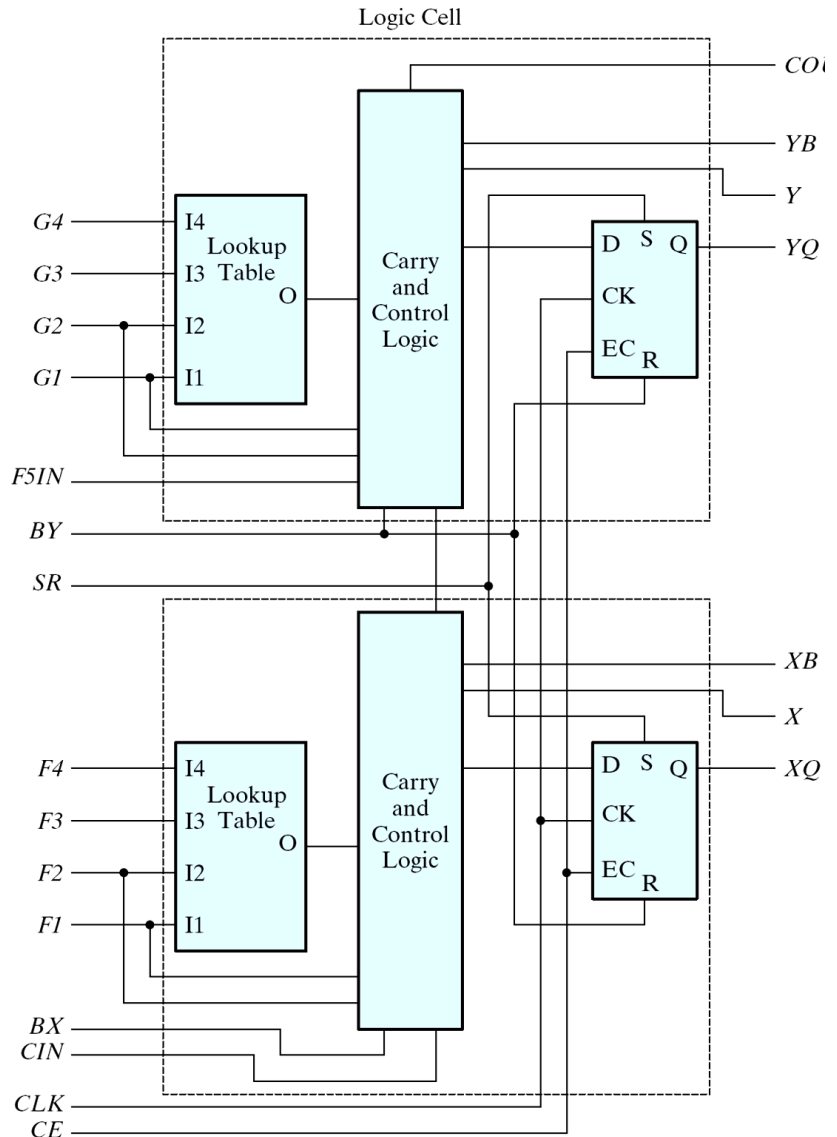 Logic Cell
COU
YB
Y
YQ
G4
G3
G2
G1
F5IN
BY
SR
I4
Lookup
Table
I3
O
I2
I1
Carry
and
Control
Logic
D
S
Q
CK
EC
R
XB
X
XQ
F4
F3
F2
F1
BX
CIN
CLK
CE
I4
Lookup
Table
I3
O
I2
I1
Carry
and
Control
Logic
D
S
Q
CK
EC
R